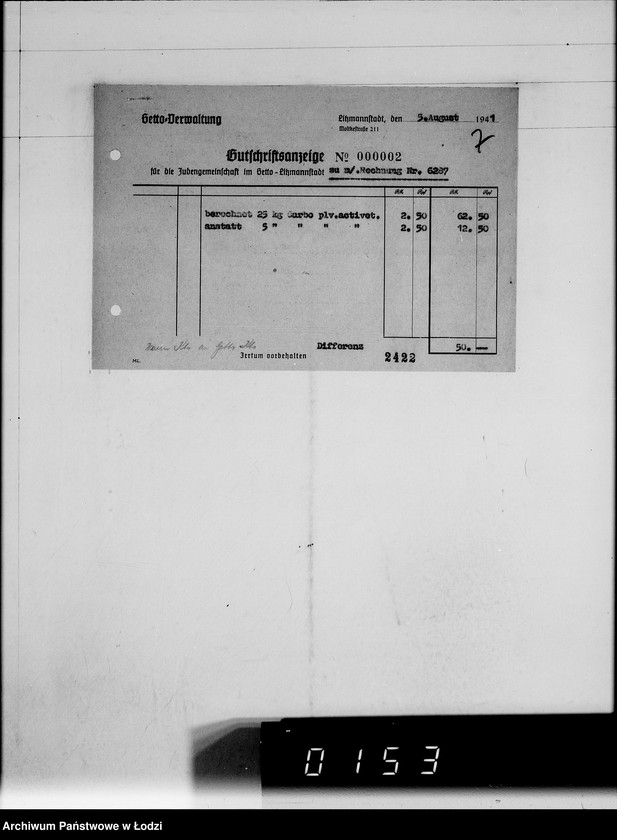 Getto-Verwaltung
Litzmannstadt, den 5.August 1941
Moltkestraße 211
7
Gutschriftsanzeige No 000002
für die Judengemeinschaft im Getto-Litzmannstadt zu m/.Rechnung Nr. 6287
RM Rpf RM Rpf
berechnet 25 kg Carbo plv.activet. 2. 50 62. 50
anstatt 5 " " " " 2. 50 12. 50
Differenz 50. —
Irrtum vorbehalten
2422
0153
Archiwum Państwowe w Łodzi